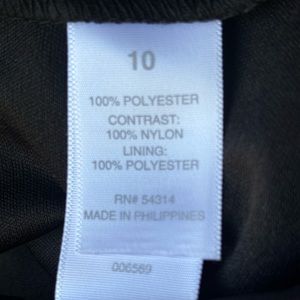 10
100% POLYESTER
CONTRAST:
100% NYLON
LINING:
100% POLYESTER
RN# 54314
MADE IN PHILIPPINES
006569